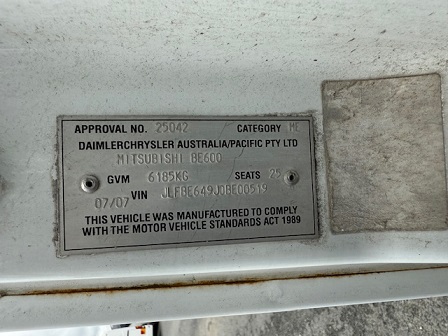 APPROVAL NO. 25042 CATEGORY ME
DAIMLERCHRYSLER AUSTRALIA/PACIFIC PTY LTD
MITSUBISHI BE600
GVM 6185KG SEATS 25
07/07 VIN JLFBE649J0BE00519
THIS VEHICLE WAS MANUFACTURED TO COMPLY
WITH THE MOTOR VEHICLE STANDARDS ACT 1989